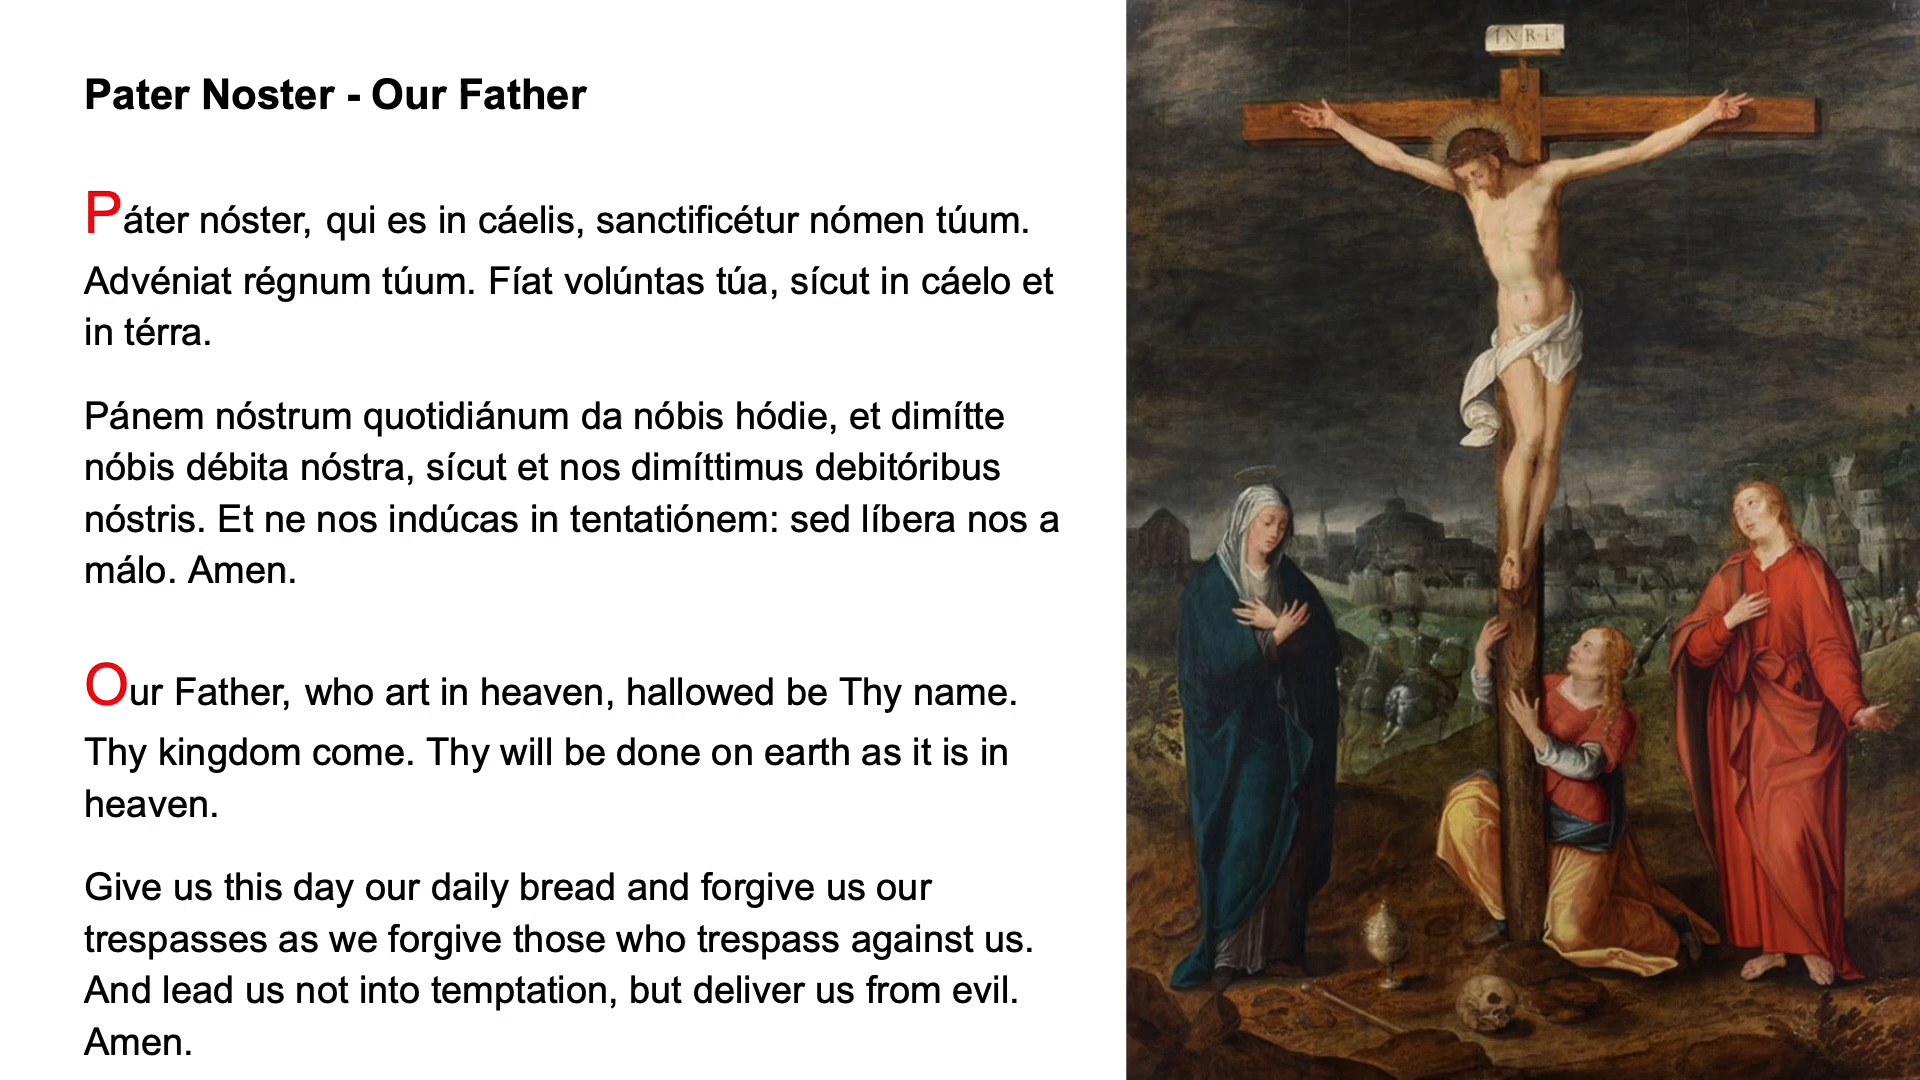 Pater Noster - Our Father
Páter nóster, qui es in cáelis, sanctificétur nómen túum.
Advéniat régnum túum. Fíat volúntas túa, sícut in cáelo et
in térra.
Pánem nóstrum quotidiánum da nóbis hódie, et dimítte
nóbis débita nóstra, sícut et nos dimíttimus debitóribus
nóstris. Et ne nos indúcas in tentatiónem: sed líbera nos a
málo. Amen.
Our Father, who art in heaven, hallowed be Thy name.
Thy kingdom come. Thy will be done on earth as it is in
heaven.
Give us this day our daily bread and forgive us our
trespasses as we forgive those who trespass against us.
And lead us not into temptation, but deliver us from evil.
Amen.
INRI